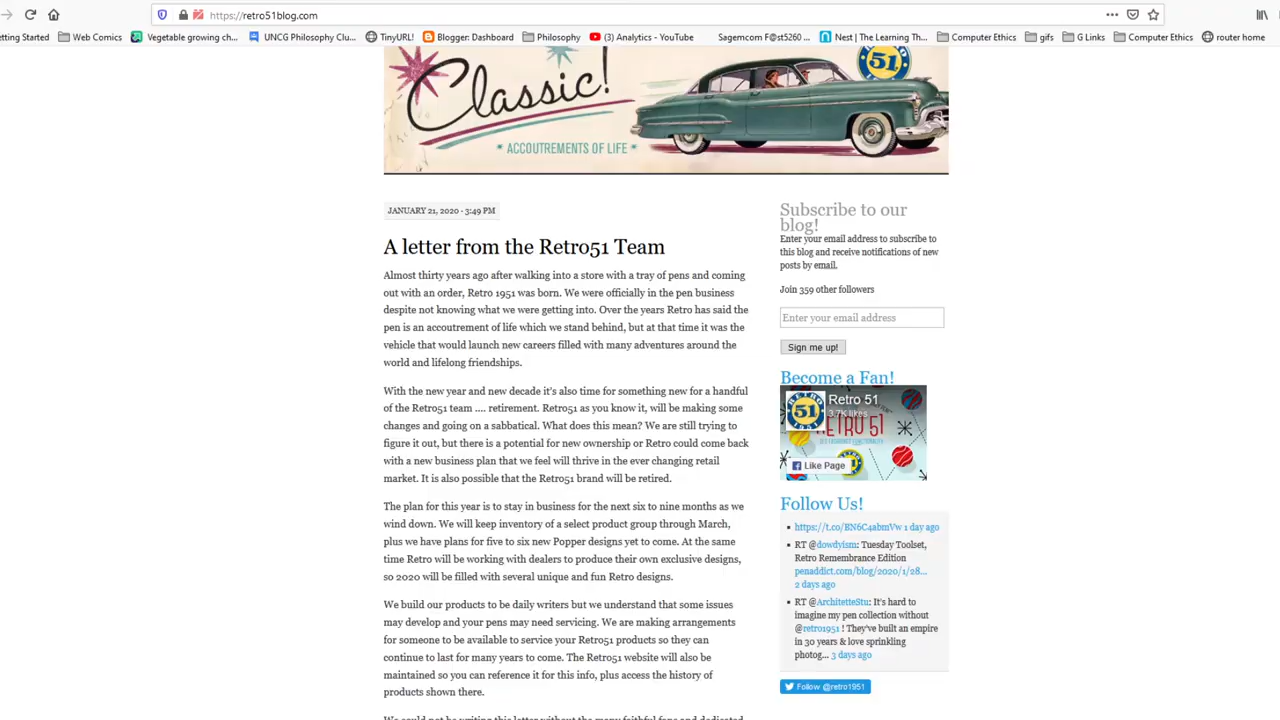 https://retro51blog.com
etting Started
Web Comics
Vegetable growing ch...
UNCG Philosophy Clu...
TinyURL!
Blogger: Dashboard
Philosophy
(3) Analytics - YouTube
Sagemcom F@st5260 ...
Nest | The Learning Th...
Computer Ethics
gifs
G Links
Computer Ethics
router home
51
Classic!
ACCOUTREMENTS OF LIFE
JANUARY 21, 2020 · 3:49 PM
A letter from the Retro51 Team
Almost thirty years ago after walking into a store with a tray of pens and coming
out with an order, Retro 1951 was born. We were officially in the pen business
despite not knowing what we were getting into. Over the years Retro has said the
pen is an accoutrement of life which we stand behind, but at that time it was the
vehicle that would launch new careers filled with many adventures around the
world and lifelong friendships.
With the new year and new decade it's also time for something new for a handful
of the Retro51 team .... retirement. Retro51 as you know it, will be making some
changes and going on a sabbatical. What does this mean? We are still trying to
figure it out, but there is a potential for new ownership or Retro could come back
with a new business plan that we feel will thrive in the ever changing retail
market. It is also possible that the Retro51 brand will be retired.
The plan for this year is to stay in business for the next six to nine months as we
wind down. We will keep inventory of a select product group through March,
plus we have plans for five to six new Popper designs yet to come. At the same
time Retro will be working with dealers to produce their own exclusive designs,
so 2020 will be filled with several unique and fun Retro designs.
We build our products to be daily writers but we understand that some issues
may develop and your pens may need servicing. We are making arrangements
for someone to be available to service your Retro51 products so they can
continue to last for many years to come. The Retro51 website will also be
maintained so you can reference it for this info, plus access the history of
products shown there.
We could not be writing this letter without the many faithful fans and dedicated
Subscribe to our
blog!
Enter your email address to subscribe to
this blog and receive notifications of new
posts by email.
Join 359 other followers
Enter your email address
Sign me up!
Become a Fan!
Retro 51
3.7K likes
RETRO 51
51
Like Page
Follow Us!
https://t.co/BN6C4abmVw 1 day ago
RT @dowdyism: Tuesday Toolset,
Retro Remembrance Edition
penaddict.com/blog/2020/1/28...
2 days ago
RT @ArchitetteStu: It's hard to
imagine my pen collection without
@retro1951 ! They've built an empire
in 30 years & love sprinkling
photog... 3 days ago
Follow @retro1951